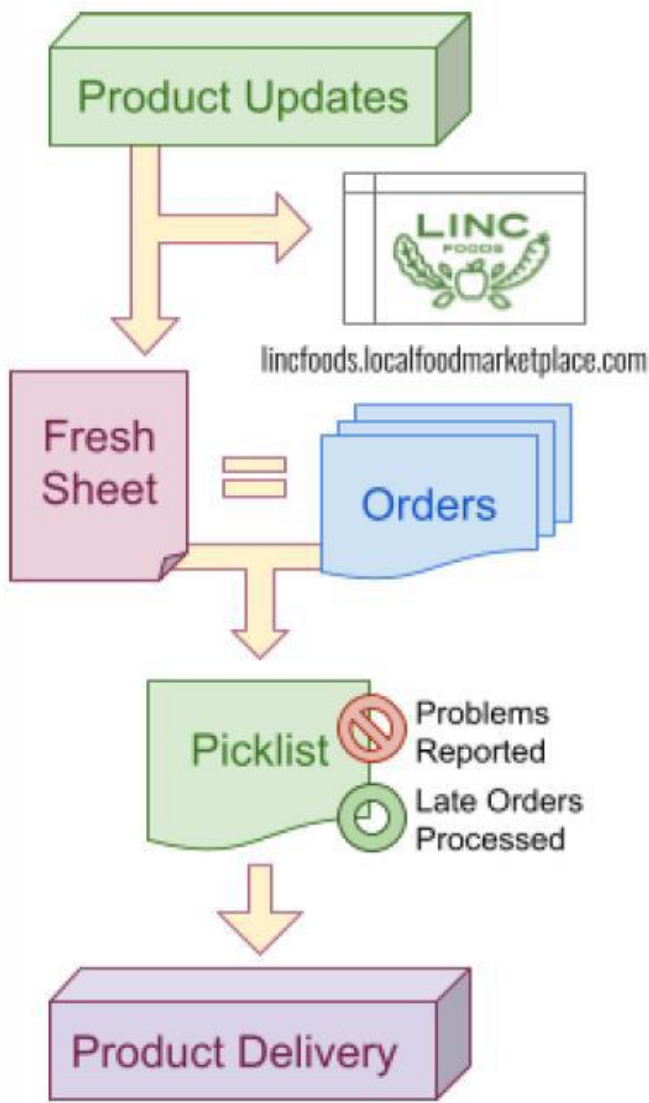 Product Updates
LINC
FOODS
lincfoods.localfoodmarketplace.com
Fresh
Sheet
Orders
Picklist
Problems
Reported
Late Orders
Processed
Product Delivery